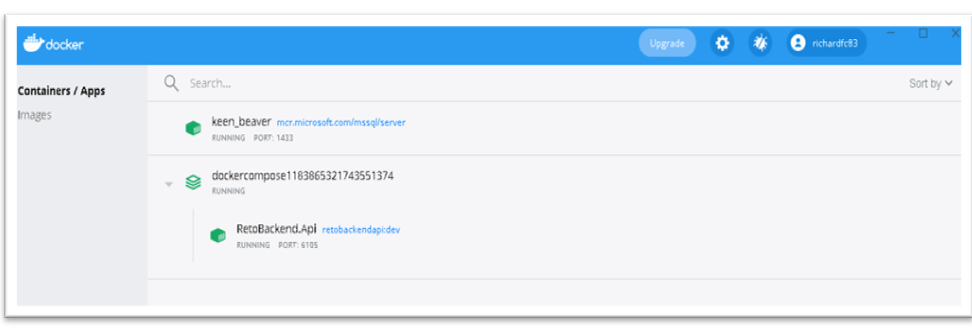 docker
Upgrade
richardfc83
Containers / Apps
Images
Search...
Sort by
keen_beaver mcr.microsoft.com/mssql/server
RUNNING PORT: 1433
dockercompose1183865321743551374
RUNNING
RetoBackend.Api retobackendapi:dev
RUNNING PORT: 6105